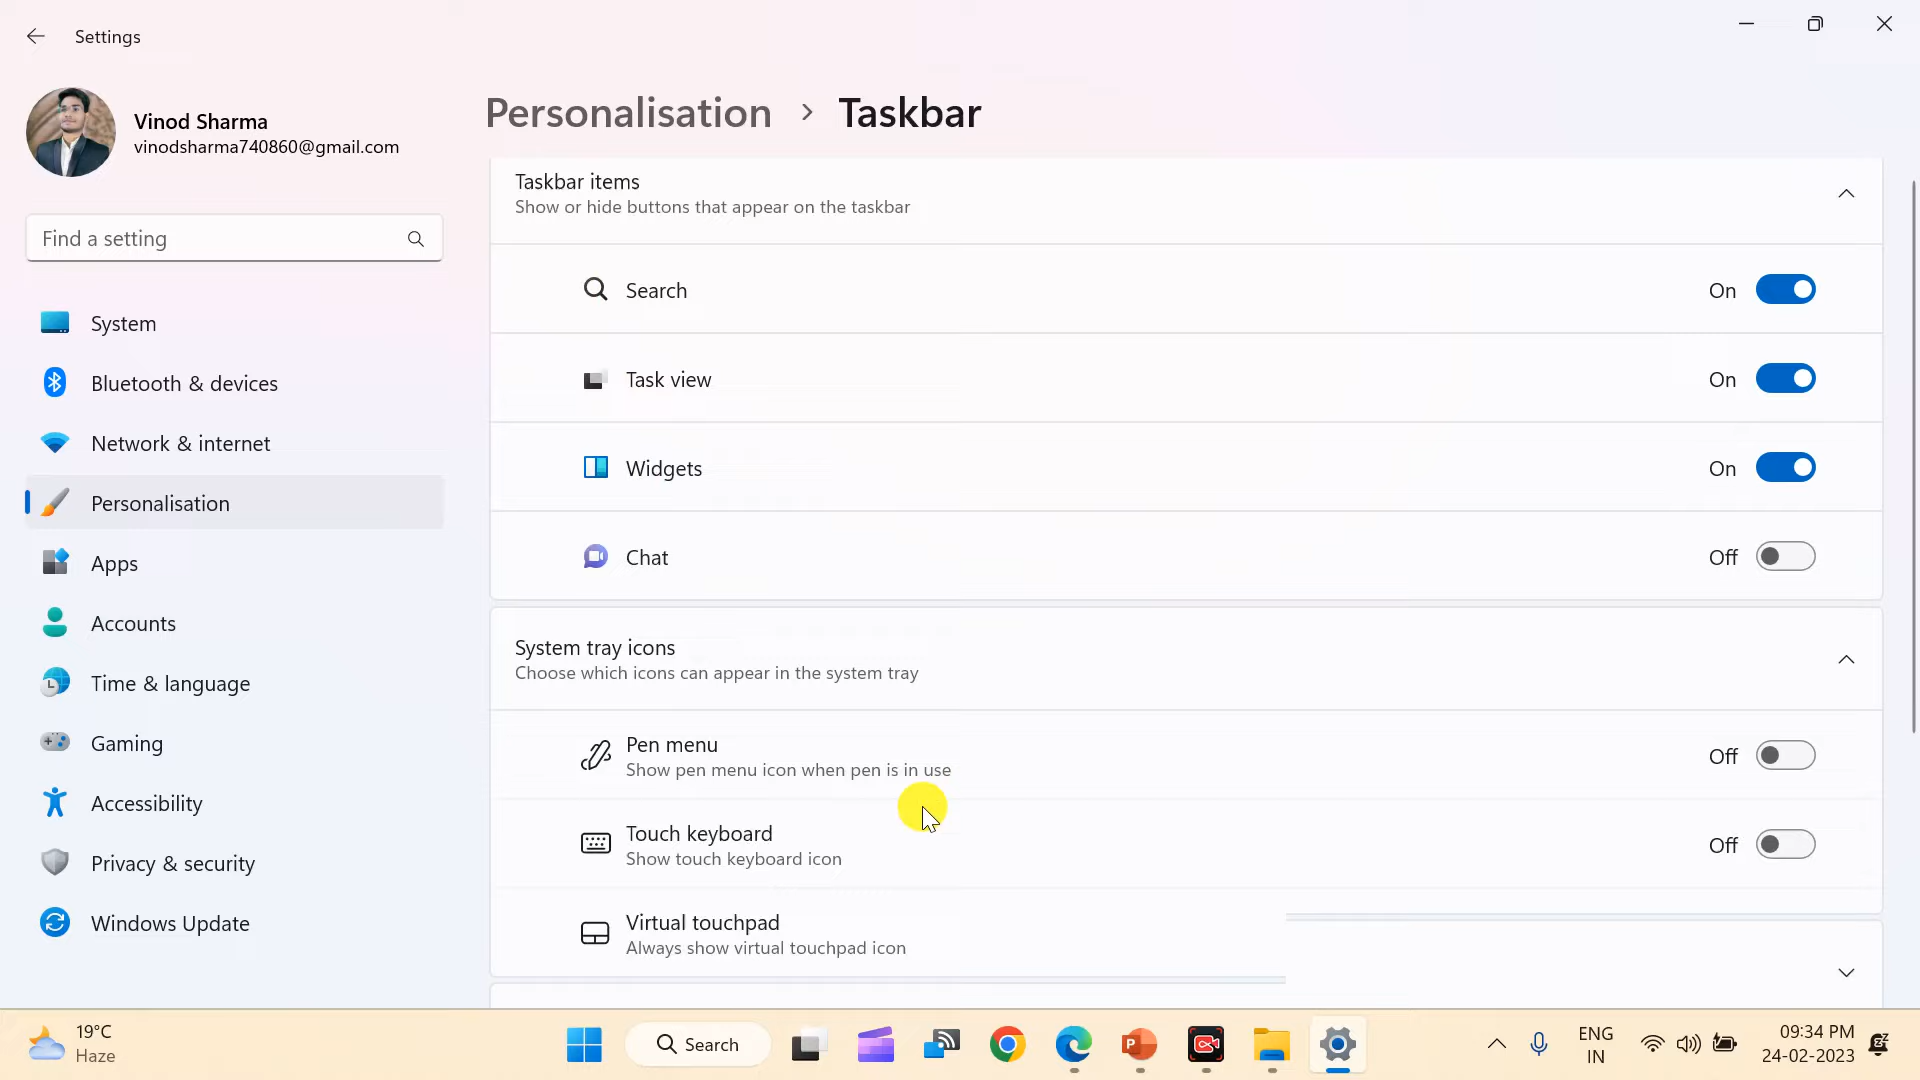 Settings
Vinod Sharma
vinodsharma740860@gmail.com
Find a setting
System
Bluetooth & devices
Network & internet
Personalisation
Apps
Accounts
Time & language
Gaming
Accessibility
Privacy & security
Windows Update
Personalisation > Taskbar
Taskbar items
Show or hide buttons that appear on the taskbar
Search On
Task view On
Widgets On
Chat Off
System tray icons
Choose which icons can appear in the system tray
Pen menu
Show pen menu icon when pen is in use
Off
Touch keyboard
Show touch keyboard icon
Off
Virtual touchpad
Always show virtual touchpad icon
19°C
Haze
Search
P
ENG
IN
09:34 PM
24-02-2023